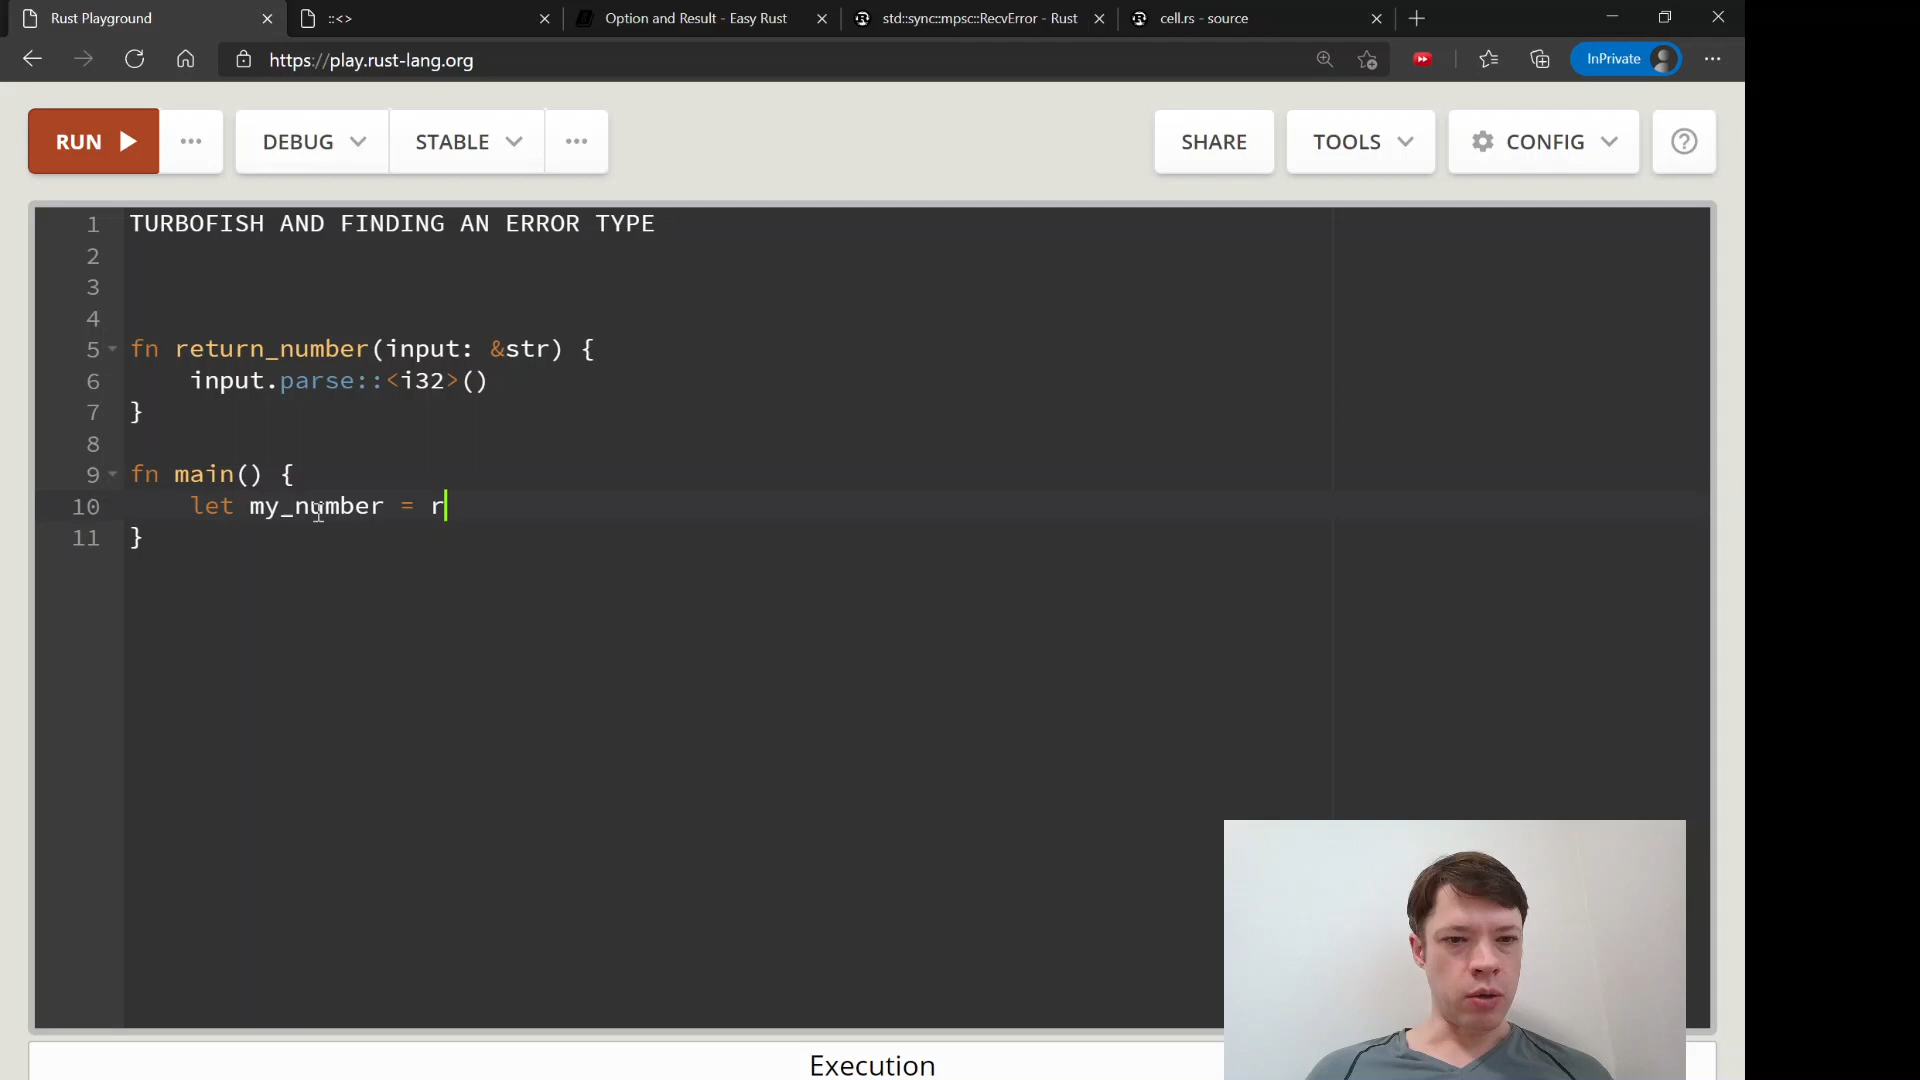 Rust Playground
::<>
Option and Result - Easy Rust
std::sync::mpsc::RecvError - Rust
cell.rs - source
https://play.rust-lang.org
InPrivate
RUN
DEBUG
STABLE
SHARE
TOOLS
CONFIG
1 TURBOFISH AND FINDING AN ERROR TYPE
2
3
4
5 fn return_number(input: &str) {
6 input.parse::<i32>()
7 }
8
9 fn main() {
10 let my_number = r
11 }
Execution